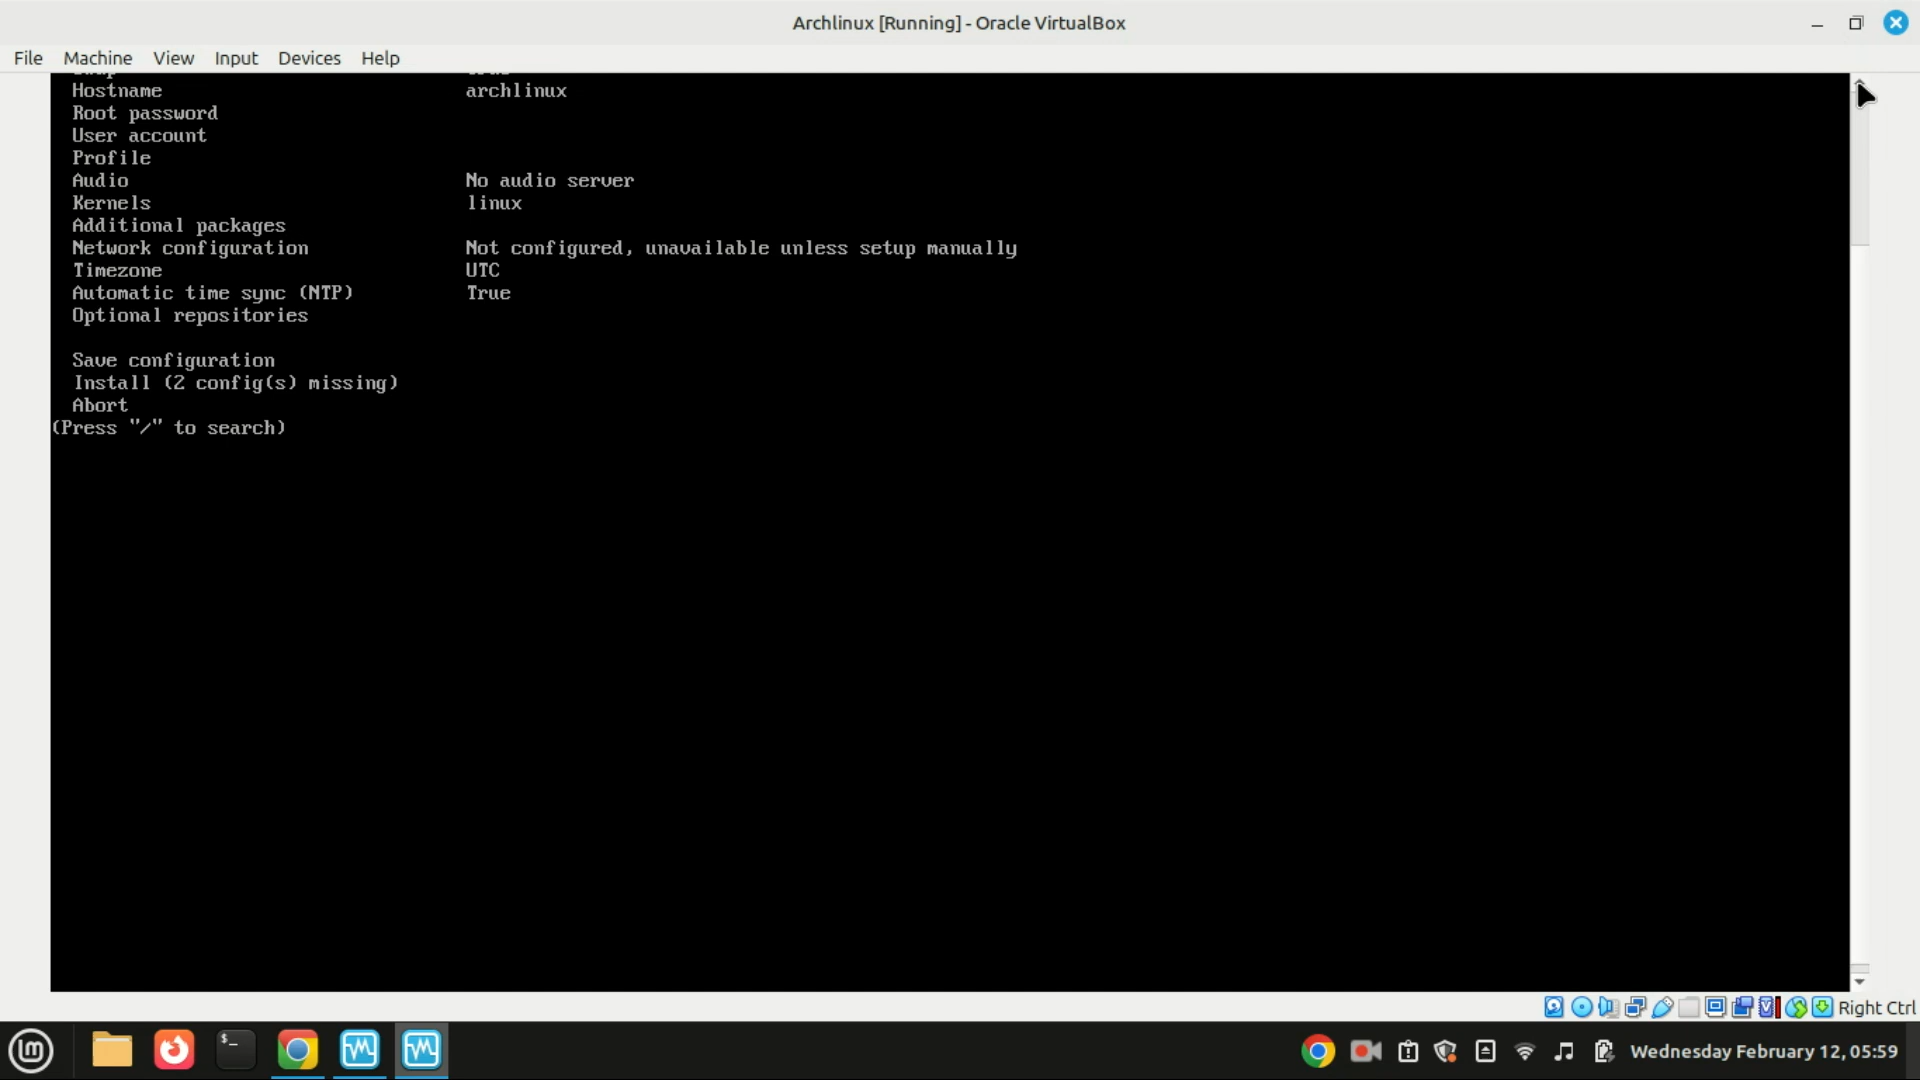 Archlinux [Running] - Oracle VirtualBox
File Machine View Input Devices Help
Hostname archlinux
Root password
User account
Profile
Audio No audio server
Kernels linux
Additional packages
Network configuration Not configured, unavailable unless setup manually
Timezone UTC
Automatic time sync (NTP) True
Optional repositories
Save configuration
Install (2 config(s) missing)
Abort
(Press "/" to search)
Right Ctrl
$_
Wednesday February 12, 05:59